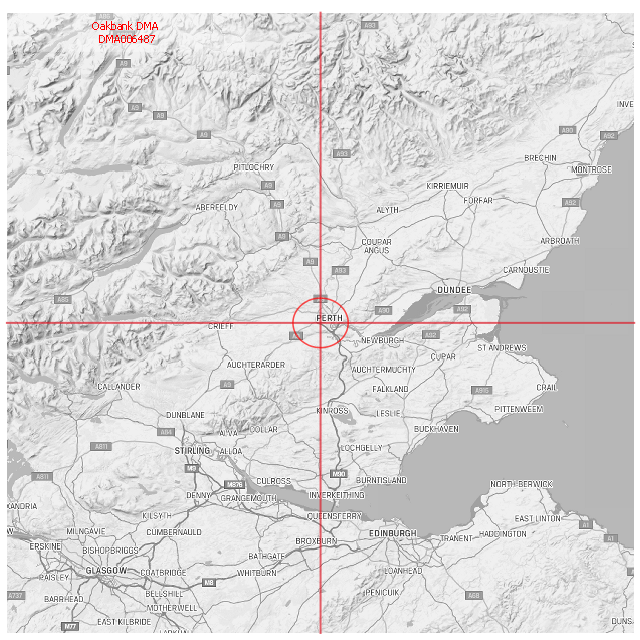 Oakbank DMA
DMA006487
A93
A9
A9
A9
INVE
A9
A90
A92
A93
BRECHIN
PITLOCHRY
MONTROSE
A9
KIRRIEMUIR
FORFAR
A9
ABERFELDY
ALYTH
A92
A9
COUPAR
ANGUS
ARBROATH
A9
A93
CARNOUSTIE
DUNDEE
A85
A90
A92
PERTH
CRIEFF
A92
NEWBURGH
ST ANDREWS
CUPAR
AUCHTERARDER
AUCHTERMUCHTY
CALLANDER
A9
FALKLAND
A915
CRAIL
DUNBLANE
KINROSS
LESLIE
PITTENWEEM
ALVA
DOLLAR
BUCKHAVEN
A84
A811
STIRLING
ALLOA
LOCHGELLY
M9
M90
A811
M876
CULROSS
BURNTISLAND
NORTH BERWICK
DENNY
GRANGEMOUTH
INVERKEITHING
XANDRIA
KILSYTH
QUEENSFERRY
EAST LINTON
A1
W
MILNGAVIE
CUMBERNAULD
EDINBURGH
HADDINGTON
TRANENT
A1
ERSKINE
BISHOPBRIGGS
BROXBURN
BATHGATE
GLASGOW
COATBRIDGE
WHITBURN
LOANHEAD
PAISLEY
M8
BELLSHILL
PENICUIK
A68
A737
BARRHEAD
MOTHERWELL
EAST KILBRIDE
DUNS
M77
LARKHA